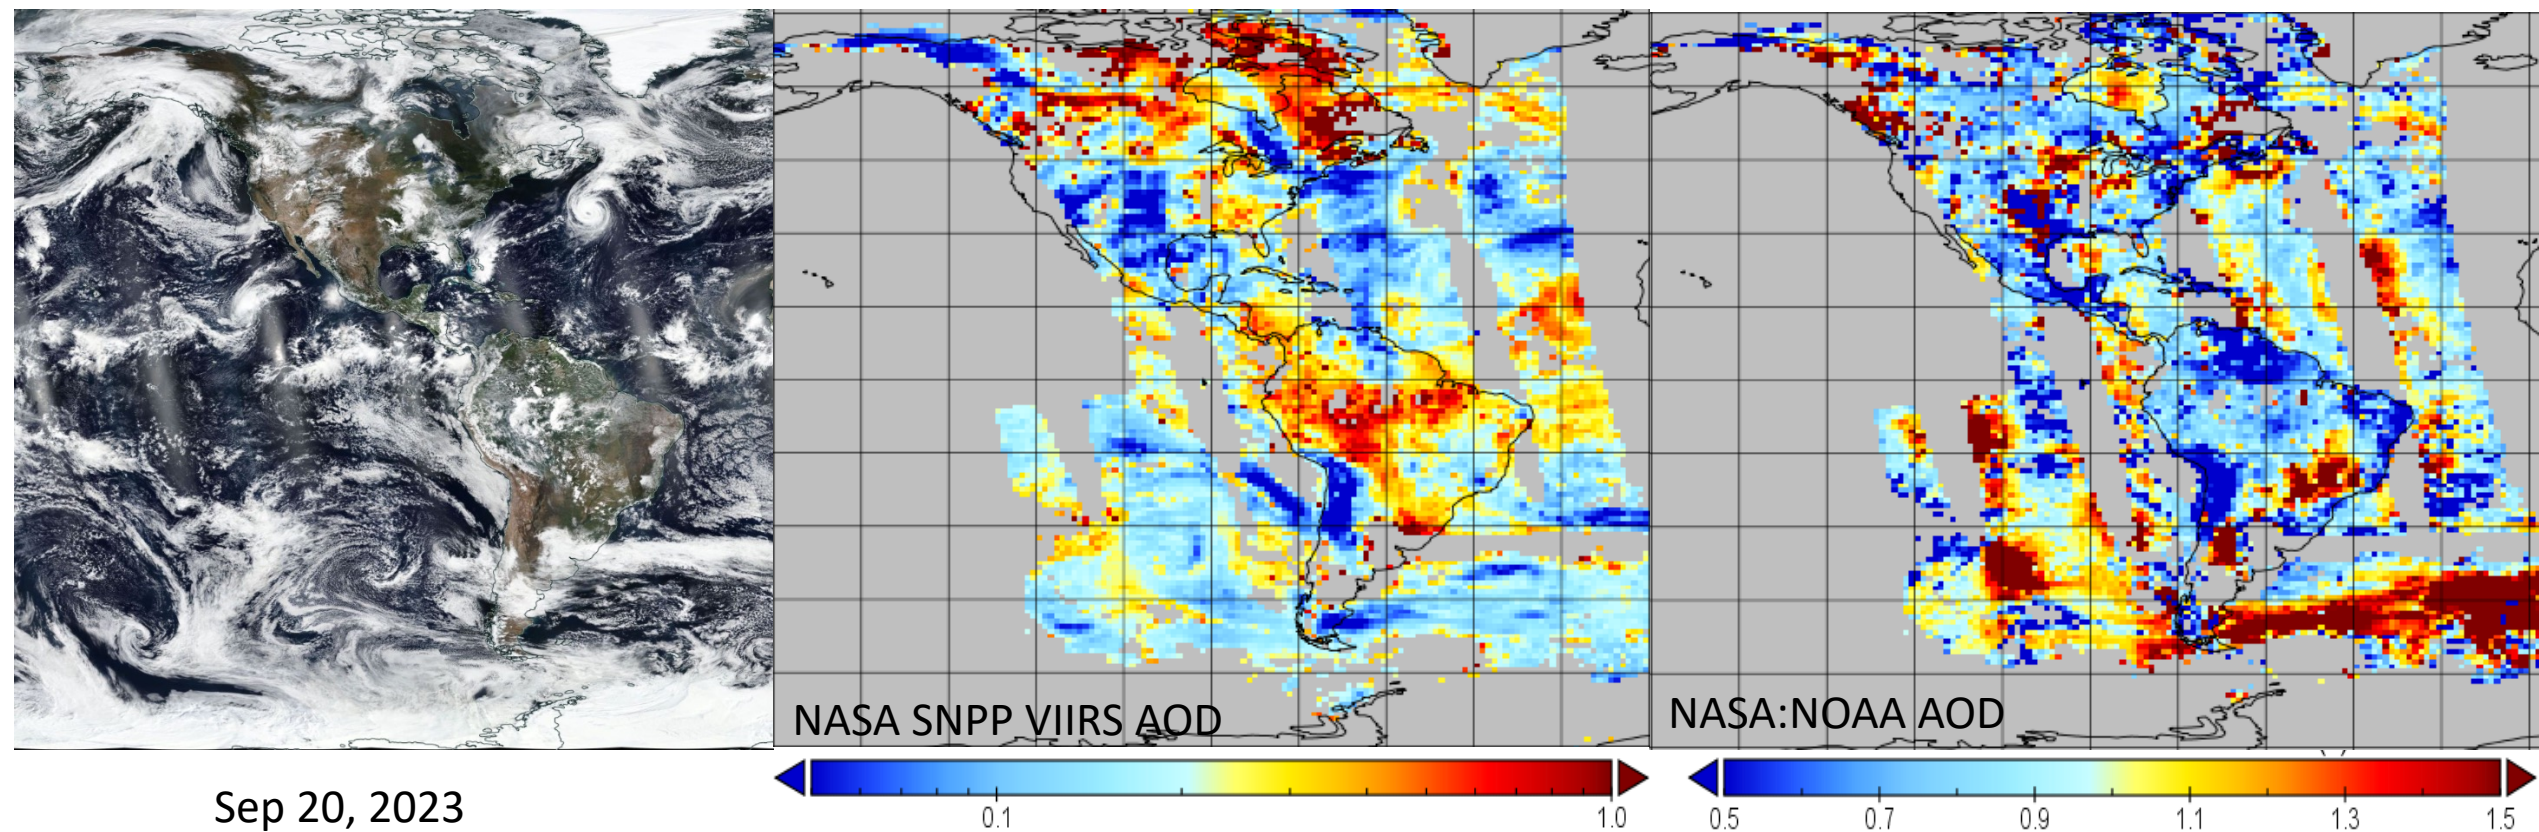 NASA SNPP VIIRS AOD
NASA:NOAA AOD
0.1 1.0
0.5 0.7 0.9 1.1 1.3 1.5
Sep 20, 2023